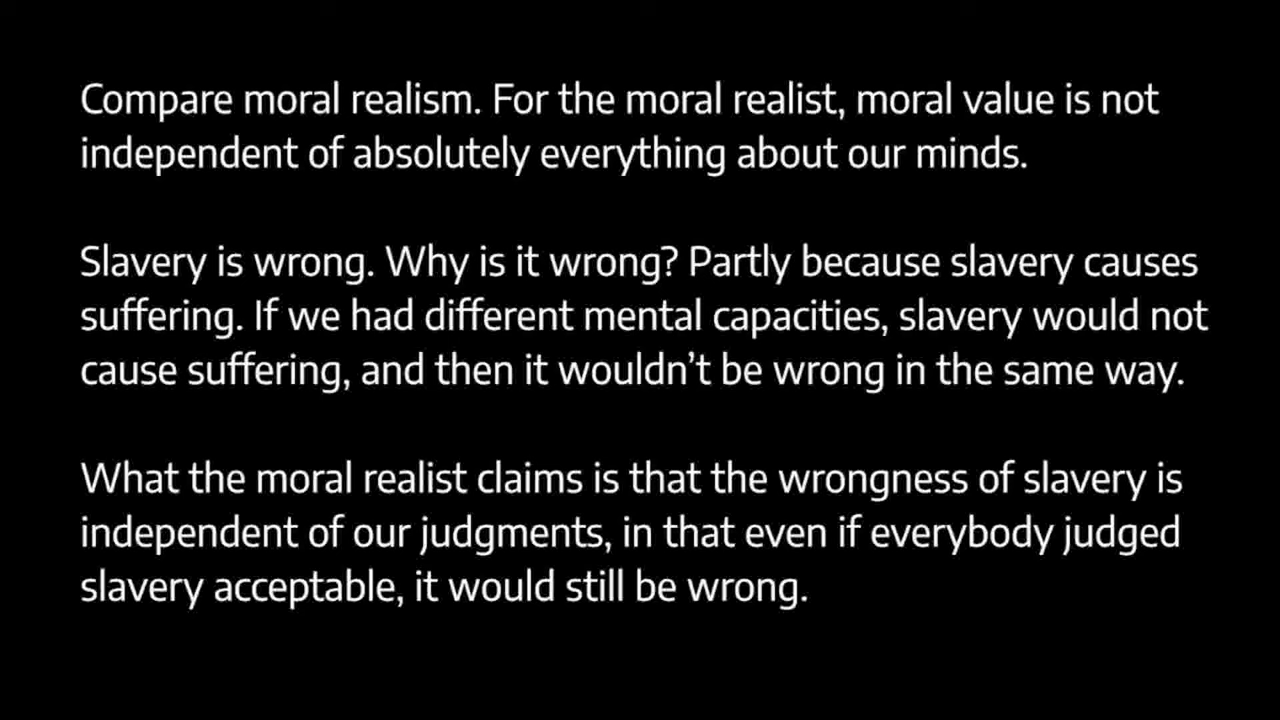 Compare moral realism. For the moral realist, moral value is not
independent of absolutely everything about our minds.
Slavery is wrong. Why is it wrong? Partly because slavery causes
suffering. If we had different mental capacities, slavery would not
cause suffering, and then it wouldn’t be wrong in the same way.
What the moral realist claims is that the wrongness of slavery is
independent of our judgments, in that even if everybody judged
slavery acceptable, it would still be wrong.